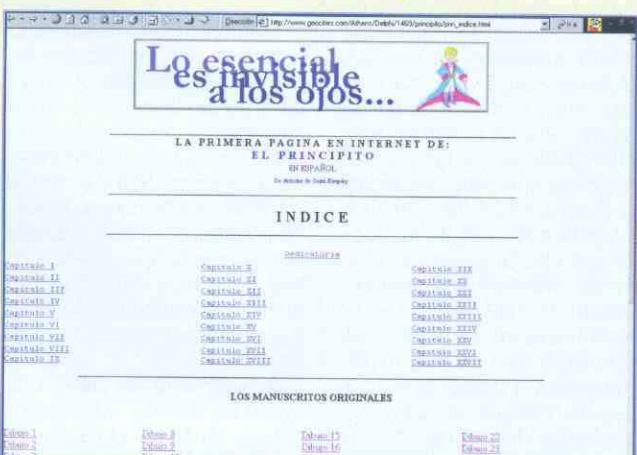 Dirección http://www.geocities.com/Athens/Delphi/1469/principito/prin_indice.html
Lo esencial
es invisible
a los ojos...
LA PRIMERA PAGINA EN INTERNET DE:
EL PRINCIPITO
EN ESPAÑOL
De Antoine de Saint-Exupéry
INDICE
Dedicatoria
Capitulo I
Capitulo II
Capitulo III
Capitulo IV
Capitulo V
Capitulo VI
Capitulo VII
Capitulo VIII
Capitulo IX
Capitulo X
Capitulo XI
Capitulo XII
Capitulo XIII
Capitulo XIV
Capitulo XV
Capitulo XVI
Capitulo XVII
Capitulo XVIII
Capitulo XIX
Capitulo XX
Capitulo XXI
Capitulo XXII
Capitulo XXIII
Capitulo XXIV
Capitulo XXV
Capitulo XXVI
Capitulo XXVII
LOS MANUSCRITOS ORIGINALES
Dibujo 1
Dibujo 2
Dibujo 8
Dibujo 9
Dibujo 15
Dibujo 16
Dibujo 22
Dibujo 23